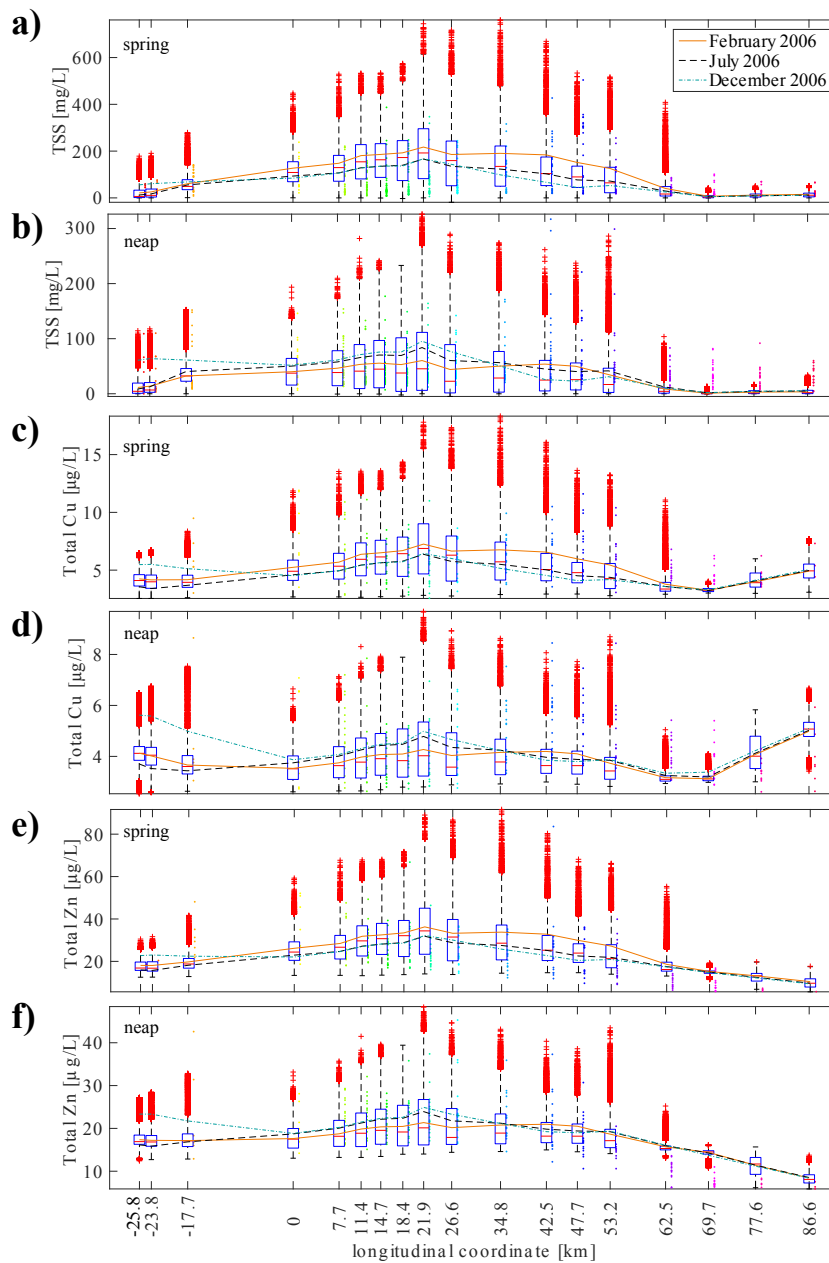 a)
spring
February 2006
July 2006
December 2006
TSS [mg/L]
600
400
200
0
b)
neap
TSS [mg/L]
300
200
100
0
c)
spring
Total Cu [µg/L]
15
10
5
d)
neap
Total Cu [µg/L]
8
6
4
e)
spring
Total Zn [µg/L]
80
60
40
20
f)
neap
Total Zn [µg/L]
40
30
20
10
-25.8 -23.8 -17.7 0 7.7 11.4 14.7 18.4 21.9 26.6 34.8 42.5 47.7 53.2 62.5 69.7 77.6 86.6
longitudinal coordinate [km]